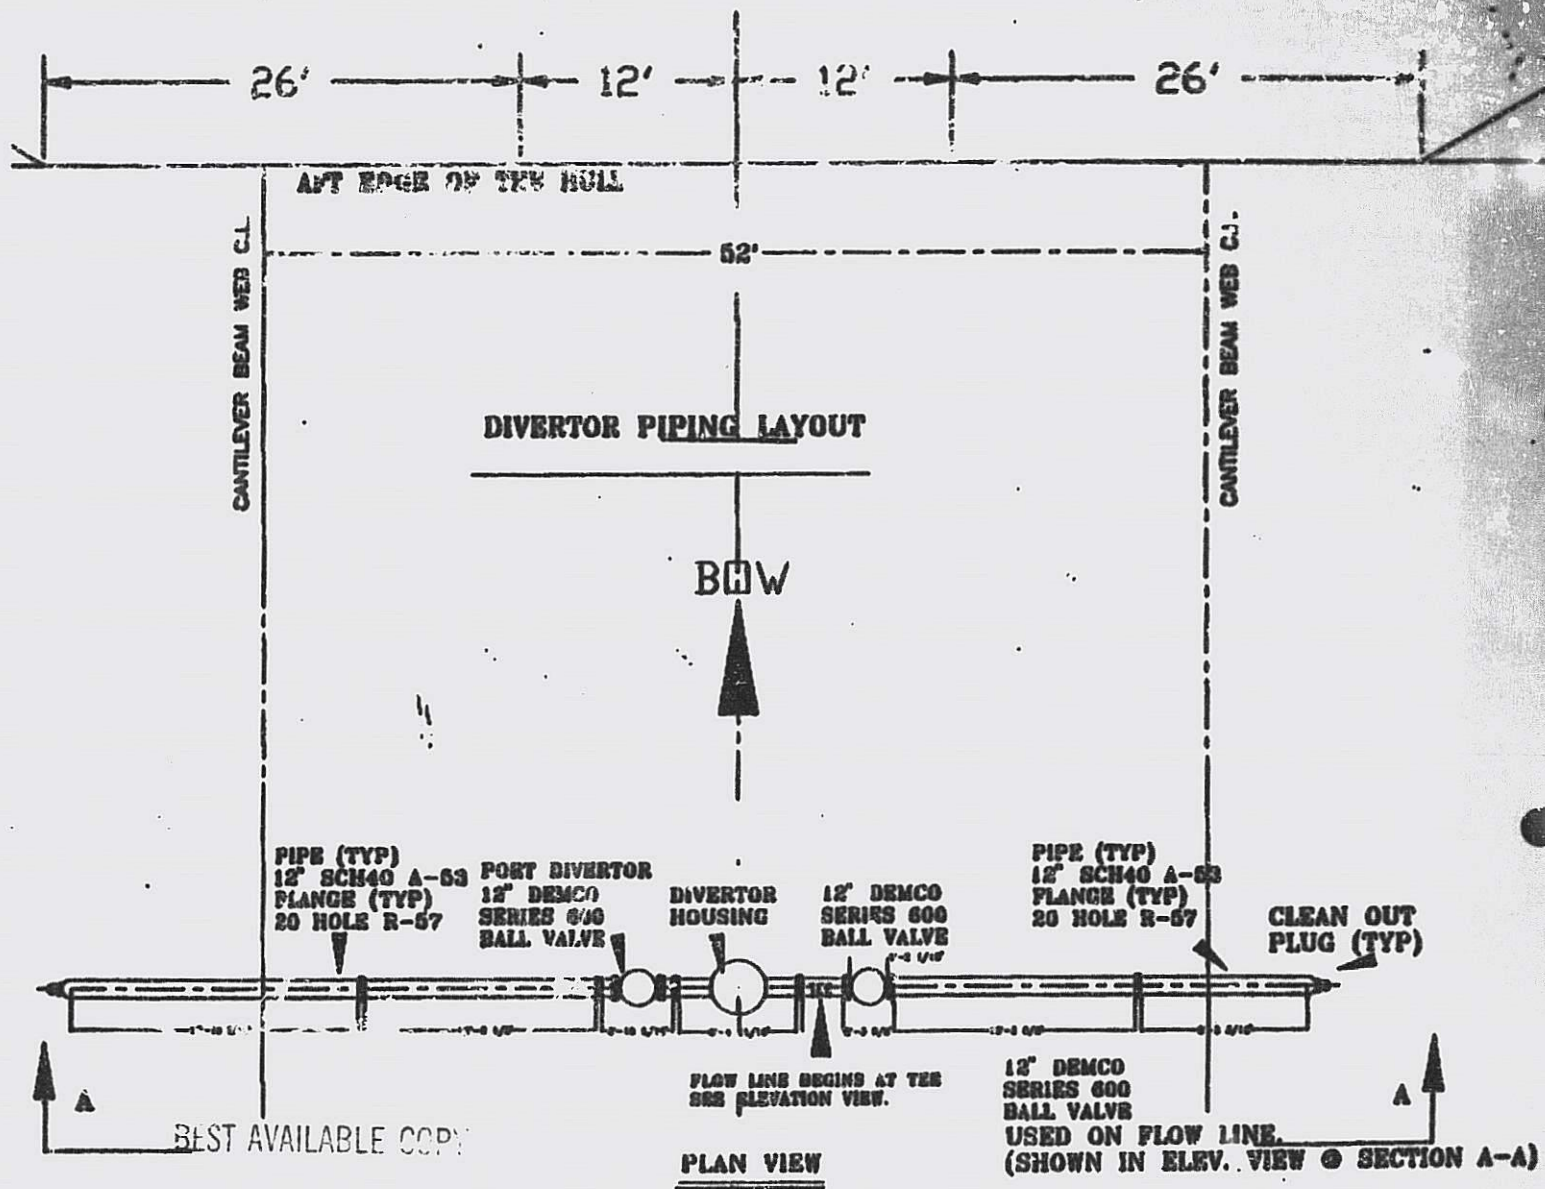 26' 12' 12' 26'
AFT EDGE OF THE HULL
52'
CANTILEVER BEAM WEB C.L.
CANTILEVER BEAM WEB
DIVERTOR PIPING LAYOUT
BOW
PIPE (TYP)
12" SCH40 A-53
FLANGE (TYP)
20 HOLE R-57
PORT DIVERTOR
12" DEMCO
SERIES 600
BALL VALVE
DIVERTOR
HOUSING
12" DEMCO
SERIES 600
BALL VALVE
PIPE (TYP)
12" SCH40 A-53
FLANGE (TYP)
20 HOLE R-57
CLEAN OUT
PLUG (TYP)
FLOW LINE BEGINS AT TEE
SEE ELEVATION VIEW.
12" DEMCO
SERIES 600
BALL VALVE
USED ON FLOW LINE.
(SHOWN IN ELEV. VIEW @ SECTION A-A)
A
A
BEST AVAILABLE COPY
PLAN VIEW